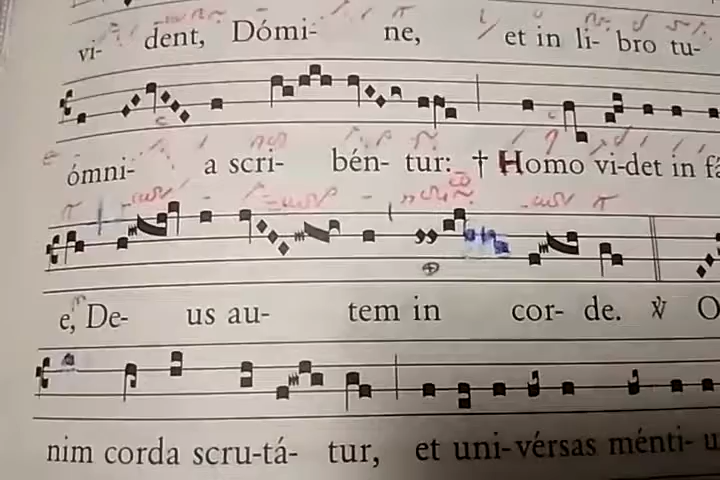 vi- dent, Dómi- ne, et in li- bro tu-
ómni- a scri- bén- tur: † Homo vi-det in fá
e, De- us au- tem in cor- de. ℣ O
nim corda scru-tá- tur, et uni-vérsas ménti- u